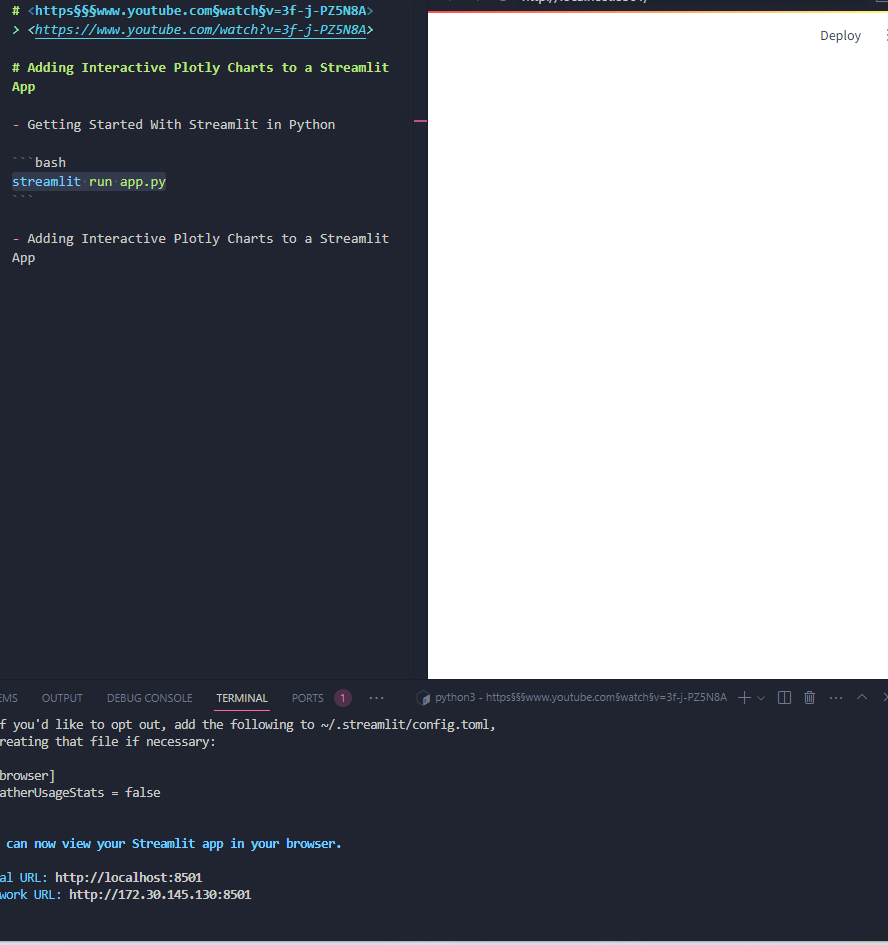 # <https§§§www.youtube.com§watch§v=3f-j-PZ5N8A>
> <https://www.youtube.com/watch?v=3f-j-PZ5N8A>
# Adding Interactive Plotly Charts to a Streamlit
App
- Getting Started With Streamlit in Python
```bash
streamlit run app.py
```
- Adding Interactive Plotly Charts to a Streamlit
App
Deploy
EMS OUTPUT DEBUG CONSOLE TERMINAL PORTS 1 ... python3 - https§§§www.youtube.com§watch§v=3f-j-PZ5N8A
f you'd like to opt out, add the following to ~/.streamlit/config.toml,
reating that file if necessary:
browser]
atherUsageStats = false
can now view your Streamlit app in your browser.
al URL: http://localhost:8501
work URL: http://172.30.145.130:8501